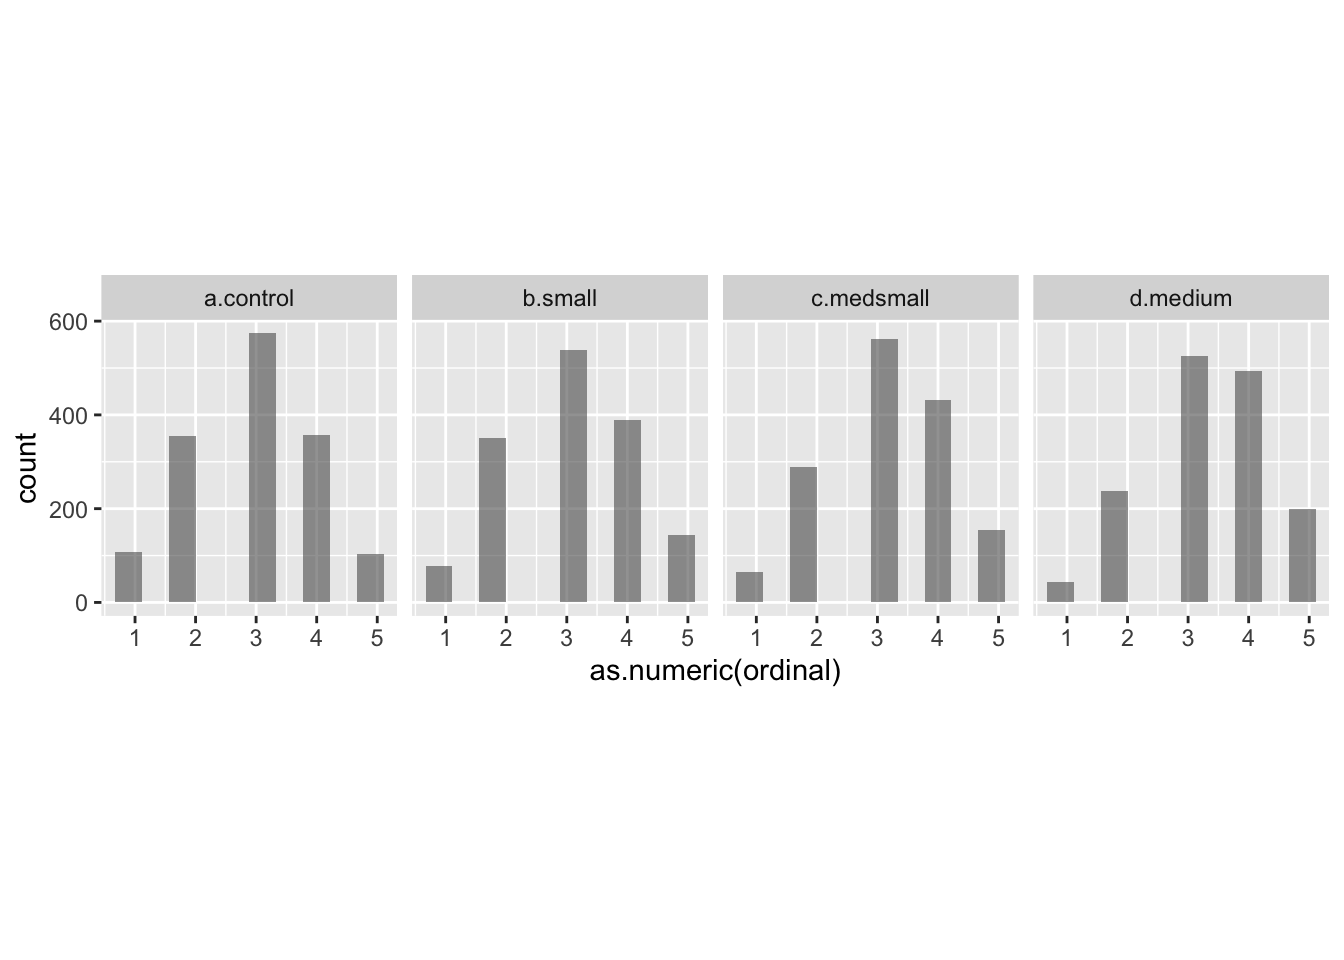 a.control b.small c.medsmall d.medium
600
400
200
0
count
1 2 3 4 5 1 2 3 4 5 1 2 3 4 5 1 2 3 4 5
as.numeric(ordinal)